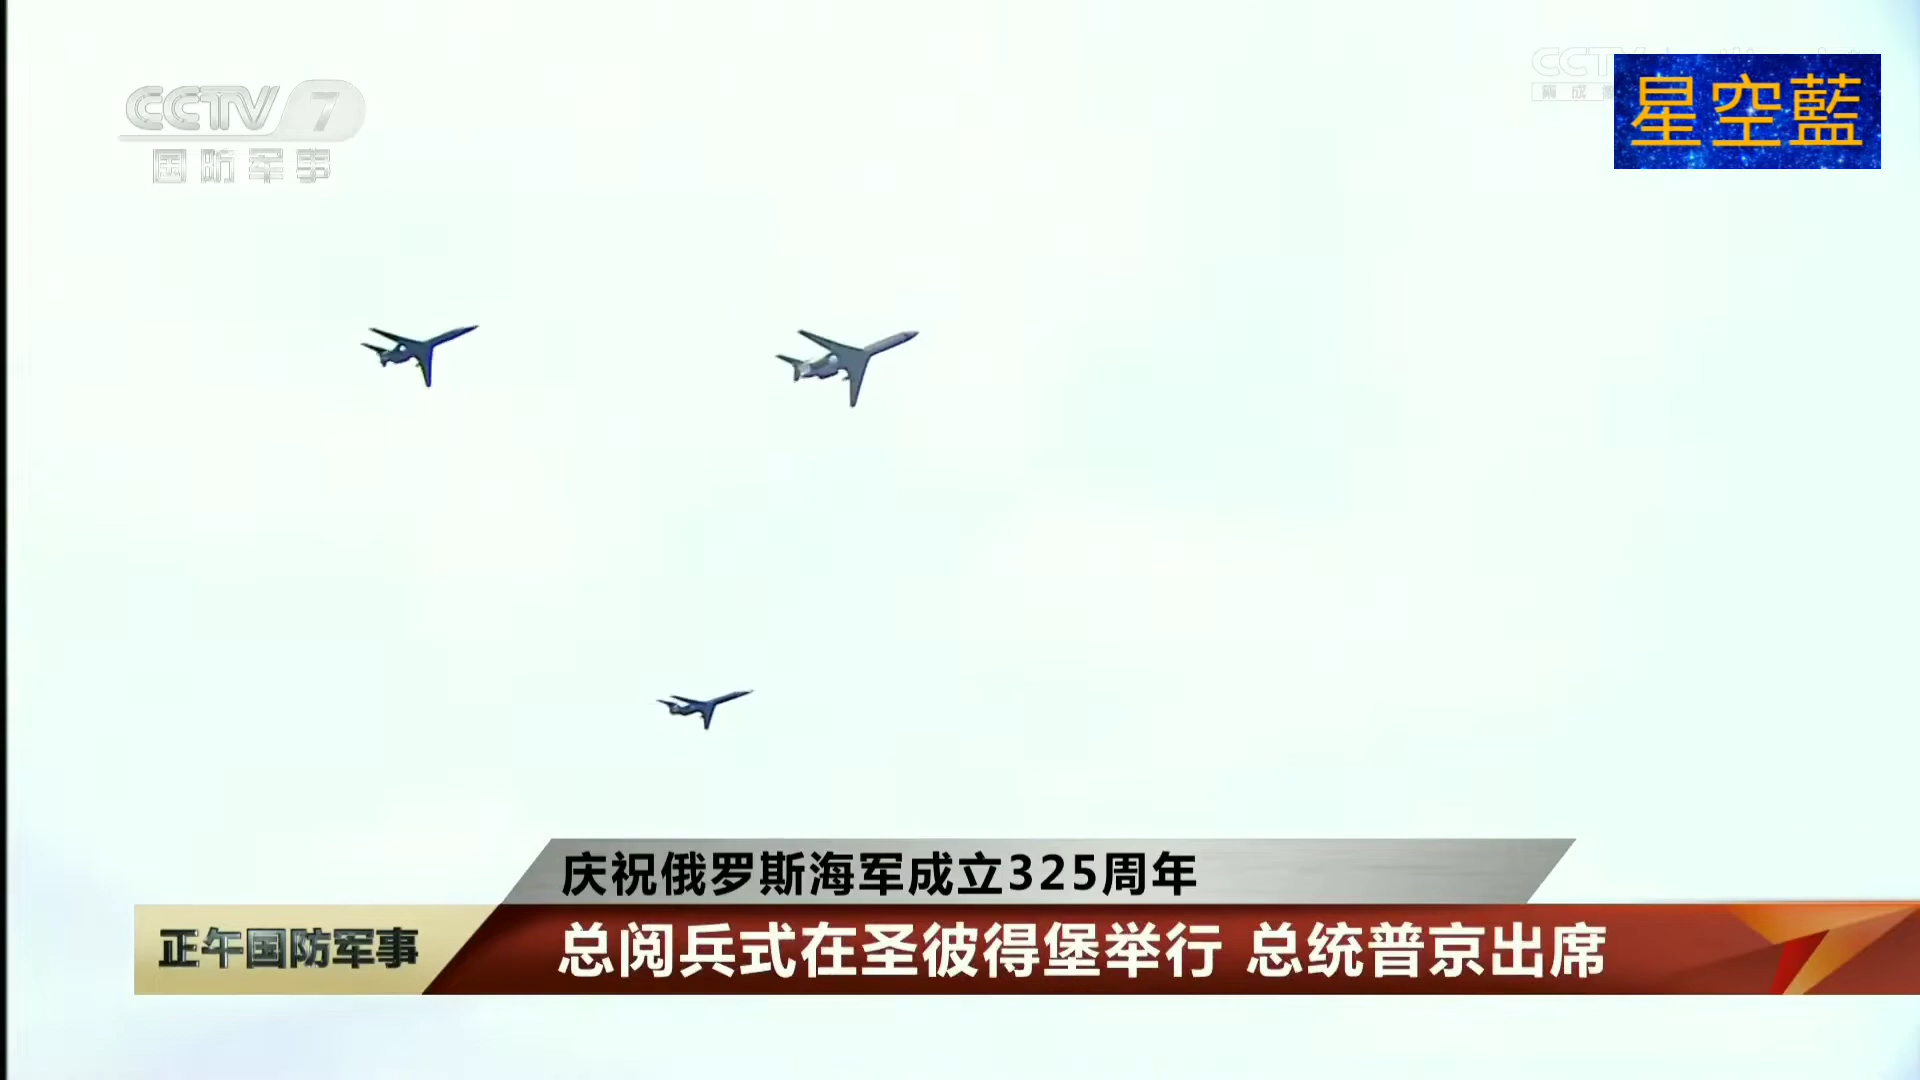 CCTV 7
国防军事
CCT
星空藍
庆祝俄罗斯海军成立325周年
正午国防军事
总阅兵式在圣彼得堡举行 总统普京出席